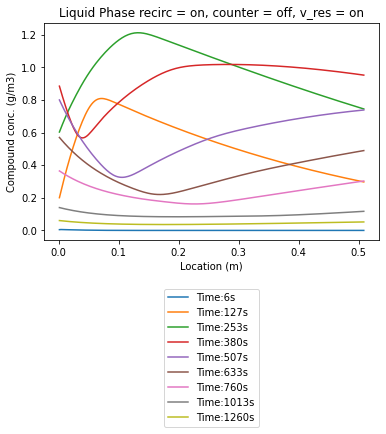 Liquid Phase recirc = on, counter = off, v_res = on
Compound conc. (g/m3)
1.2
1.0
0.8
0.6
0.4
0.2
0.0
0.0 0.1 0.2 0.3 0.4 0.5
Location (m)
Time:6s
Time:127s
Time:253s
Time:380s
Time:507s
Time:633s
Time:760s
Time:1013s
Time:1260s